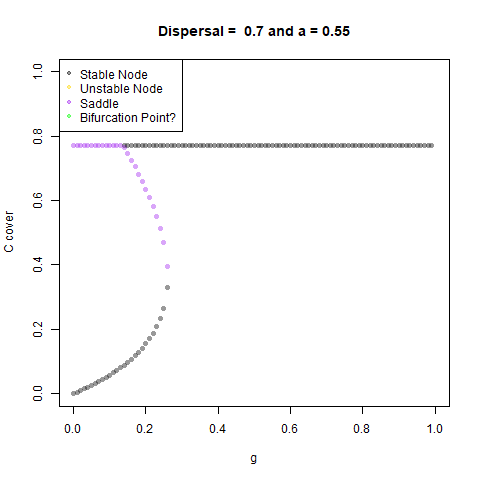 Dispersal =  0.7 and a = 0.55
Stable Node
Unstable Node
Saddle
Bifurcation Point?
C cover
1.0
0.8
0.6
0.4
0.2
0.0
0.0 0.2 0.4 0.6 0.8 1.0
g